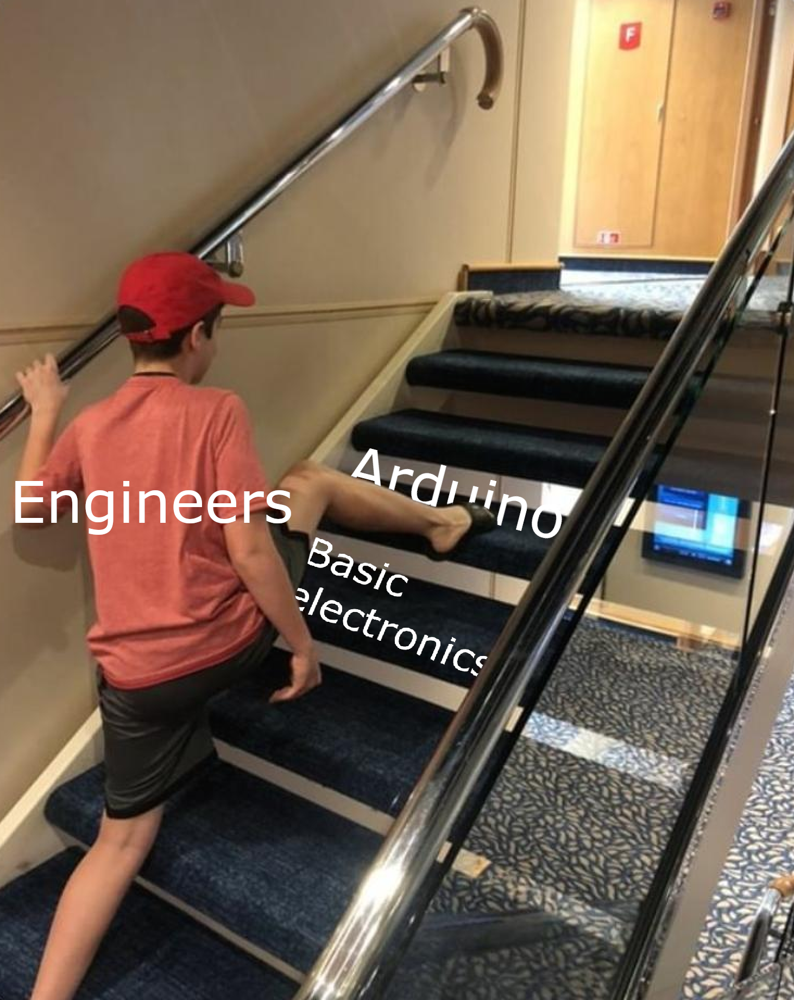 F
Arduino
Engineers
Basic
electronics